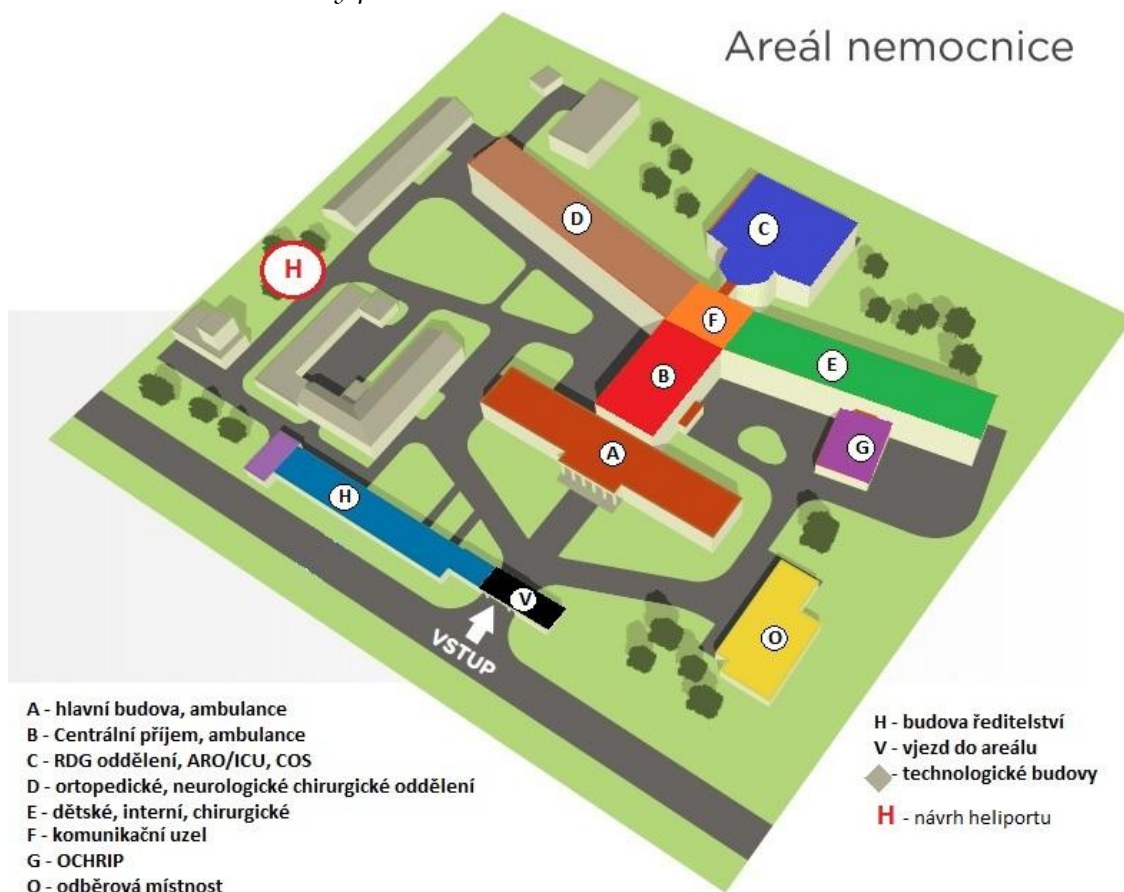 Areál nemocnice
D
C
H
F
E
B
A
G
H
V
O
VSTUP
A - hlavní budova, ambulance
B - Centrální příjem, ambulance
C - RDG oddělení, ARO/ICU, COS
D - ortopedické, neurologické chirurgické oddělení
E - dětské, interní, chirurgické
F - komunikační uzel
G - OCHRIP
O - odběrová místnost
H - budova ředitelství
V - vjezd do areálu
- technologické budovy
H - návrh heliportu